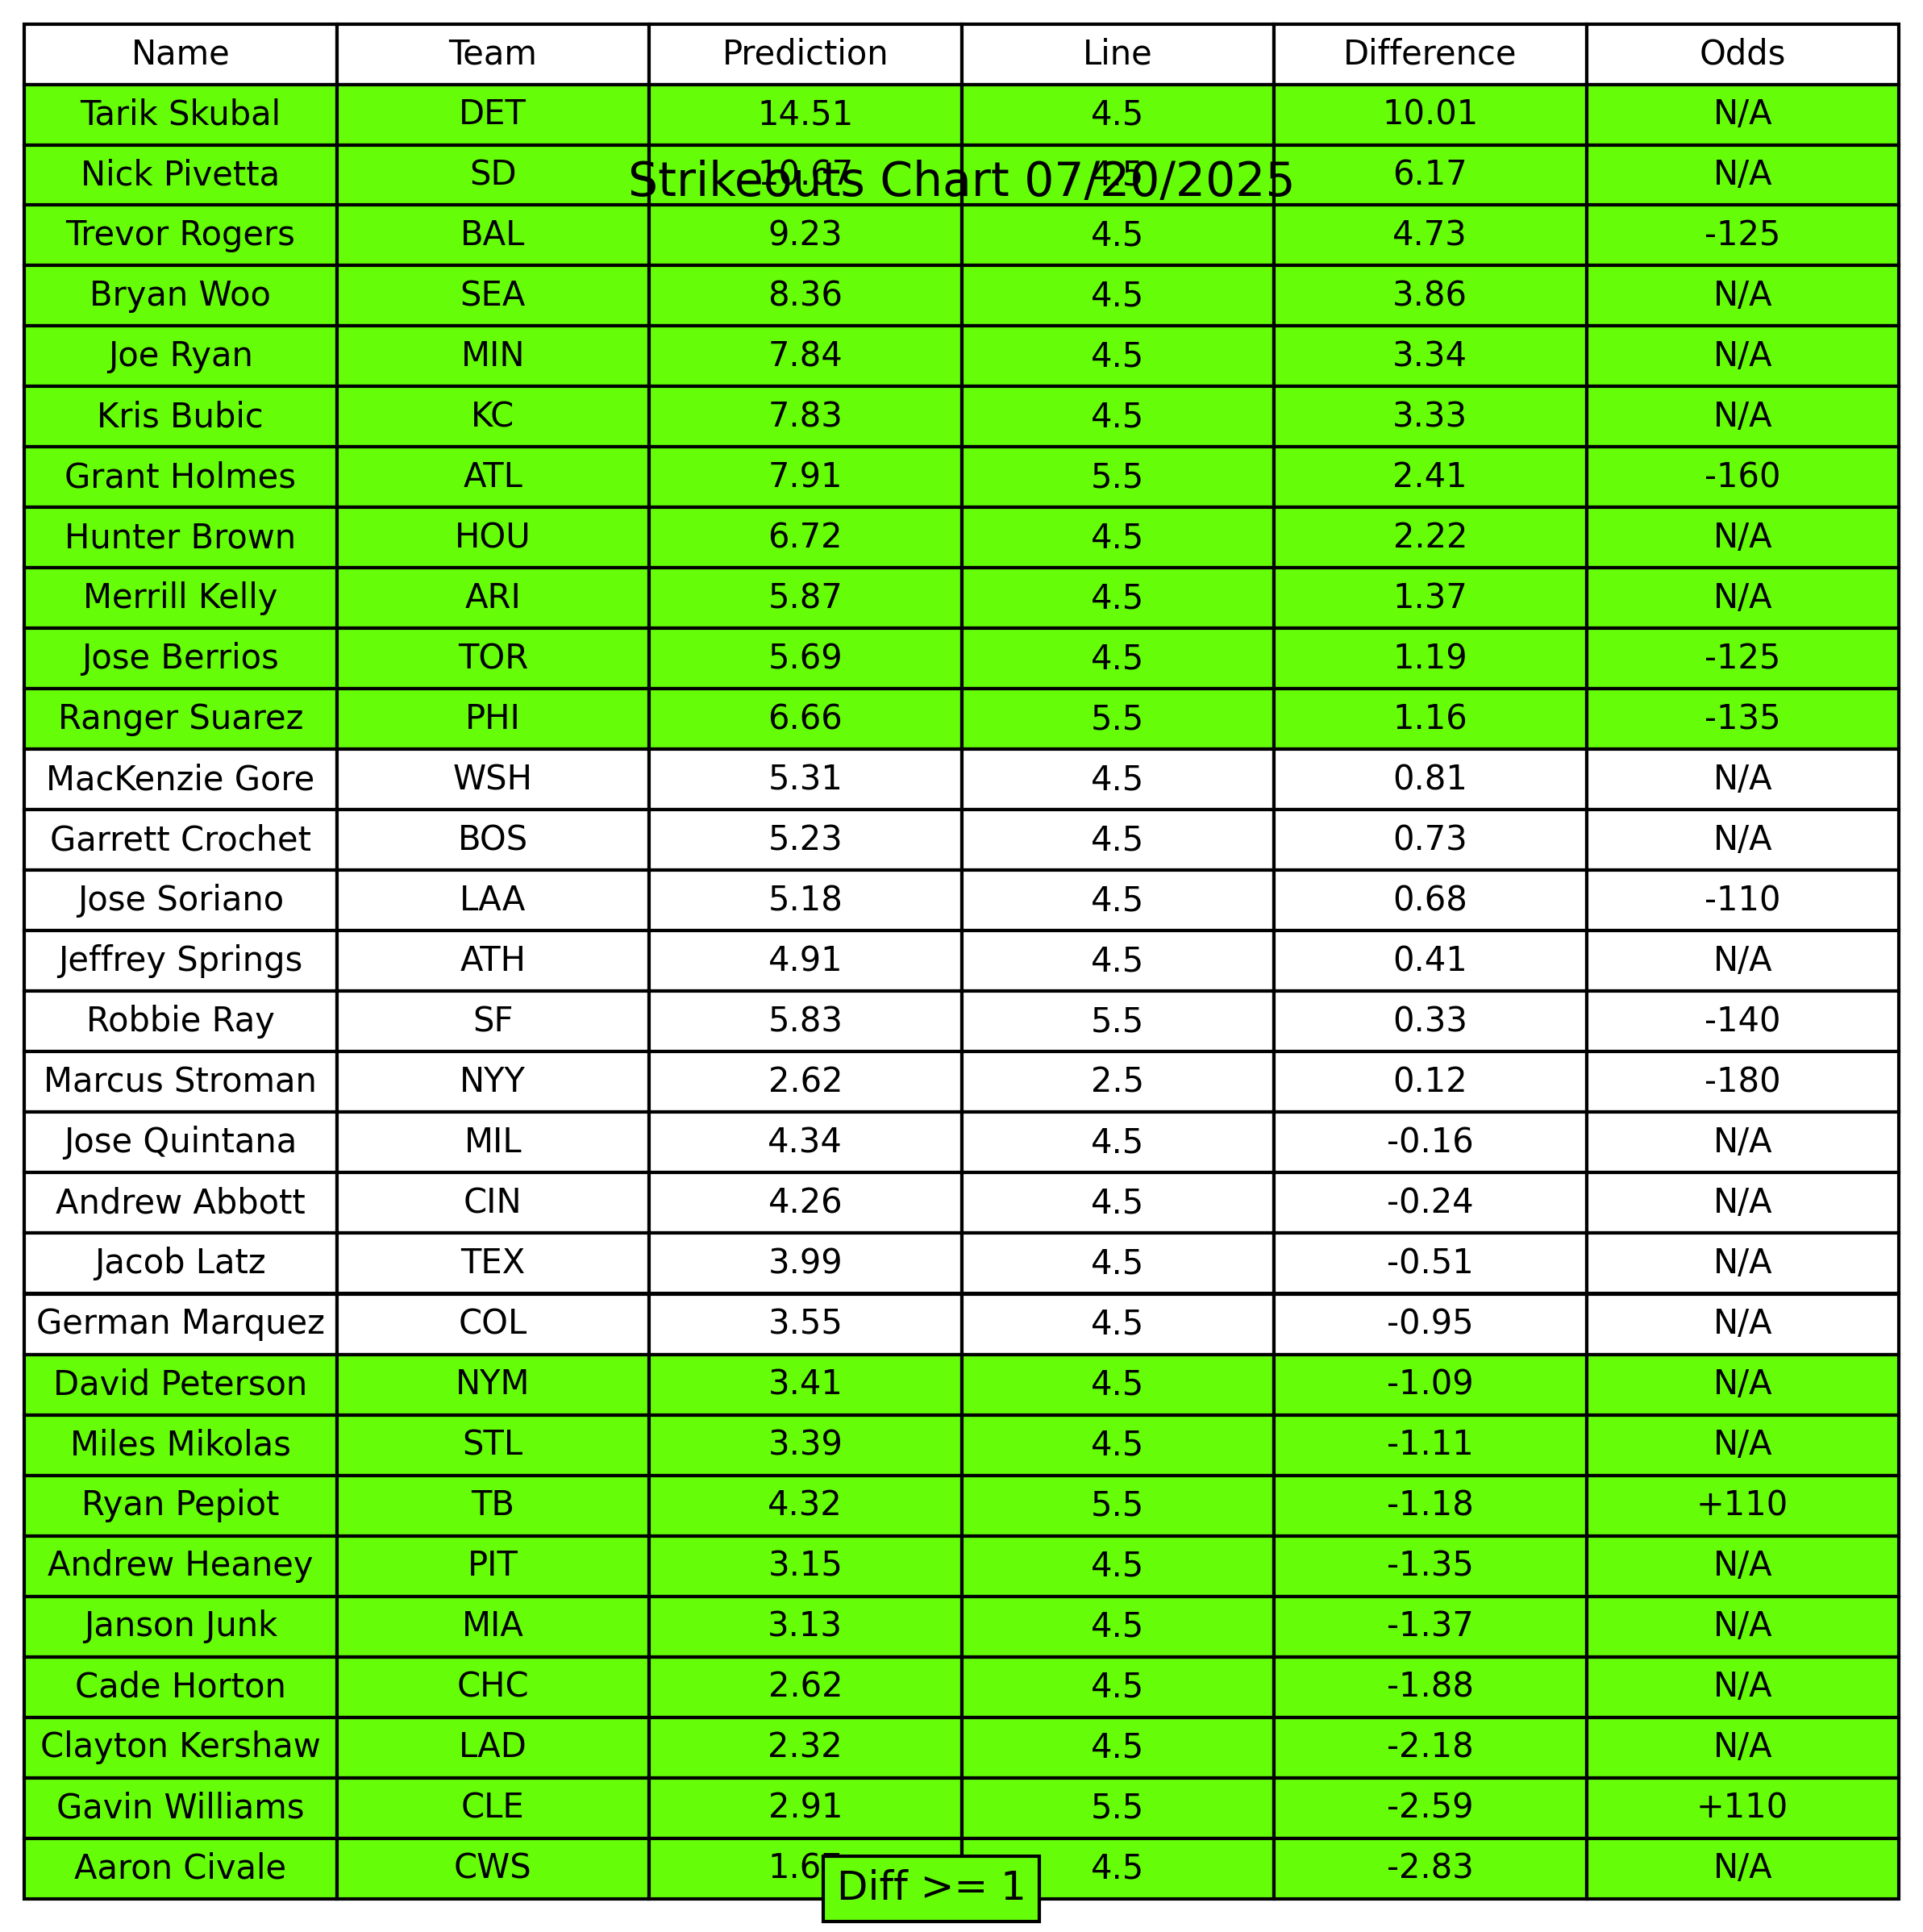 Name Team Prediction Line Difference Odds
Tarik Skubal DET 14.51 4.5 10.01 N/A
Nick Pivetta SD 10.67 4.5 6.17 N/A
Strikeouts Chart 07/20/2025
Trevor Rogers BAL 9.23 4.5 4.73 -125
Bryan Woo SEA 8.36 4.5 3.86 N/A
Joe Ryan MIN 7.84 4.5 3.34 N/A
Kris Bubic KC 7.83 4.5 3.33 N/A
Grant Holmes ATL 7.91 5.5 2.41 -160
Hunter Brown HOU 6.72 4.5 2.22 N/A
Merrill Kelly ARI 5.87 4.5 1.37 N/A
Jose Berrios TOR 5.69 4.5 1.19 -125
Ranger Suarez PHI 6.66 5.5 1.16 -135
MacKenzie Gore WSH 5.31 4.5 0.81 N/A
Garrett Crochet BOS 5.23 4.5 0.73 N/A
Jose Soriano LAA 5.18 4.5 0.68 -110
Jeffrey Springs ATH 4.91 4.5 0.41 N/A
Robbie Ray SF 5.83 5.5 0.33 -140
Marcus Stroman NYY 2.62 2.5 0.12 -180
Jose Quintana MIL 4.34 4.5 -0.16 N/A
Andrew Abbott CIN 4.26 4.5 -0.24 N/A
Jacob Latz TEX 3.99 4.5 -0.51 N/A
German Marquez COL 3.55 4.5 -0.95 N/A
David Peterson NYM 3.41 4.5 -1.09 N/A
Miles Mikolas STL 3.39 4.5 -1.11 N/A
Ryan Pepiot TB 4.32 5.5 -1.18 +110
Andrew Heaney PIT 3.15 4.5 -1.35 N/A
Janson Junk MIA 3.13 4.5 -1.37 N/A
Cade Horton CHC 2.62 4.5 -1.88 N/A
Clayton Kershaw LAD 2.32 4.5 -2.18 N/A
Gavin Williams CLE 2.91 5.5 -2.59 +110
Aaron Civale CWS 4.5 -2.83 N/A
Diff >= 1